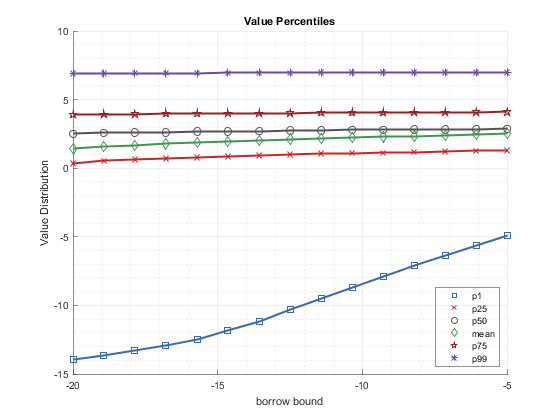 Value Percentiles
10
5
0
-5
-10
-15
Value Distribution
-20
-15
-10
-5
borrow bound
p1
p25
p50
mean
p75
p99